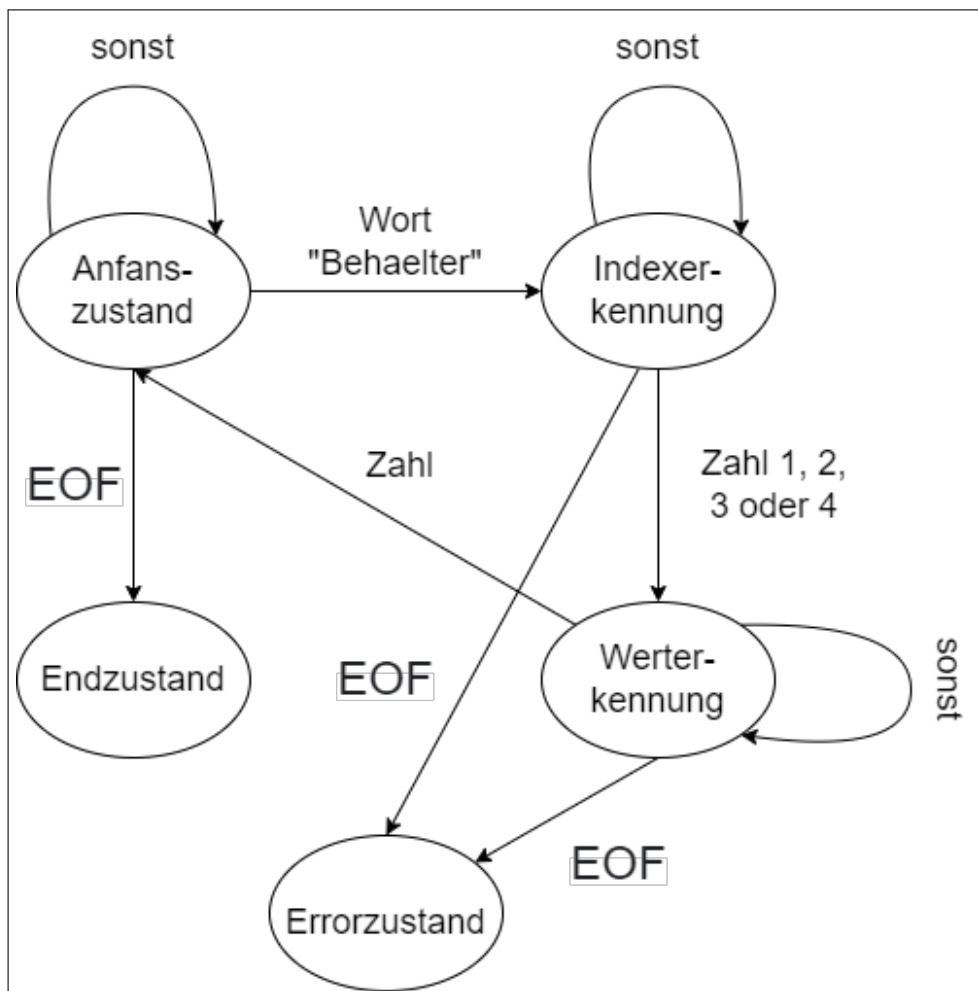 sonst
sonst
Wort
"Behaelter"
Anfans-
zustand
Indexer-
kennung
EOF
Zahl
Zahl 1, 2,
3 oder 4
Endzustand
EOF
Werter-
kennung
sonst
EOF
Errorzustand